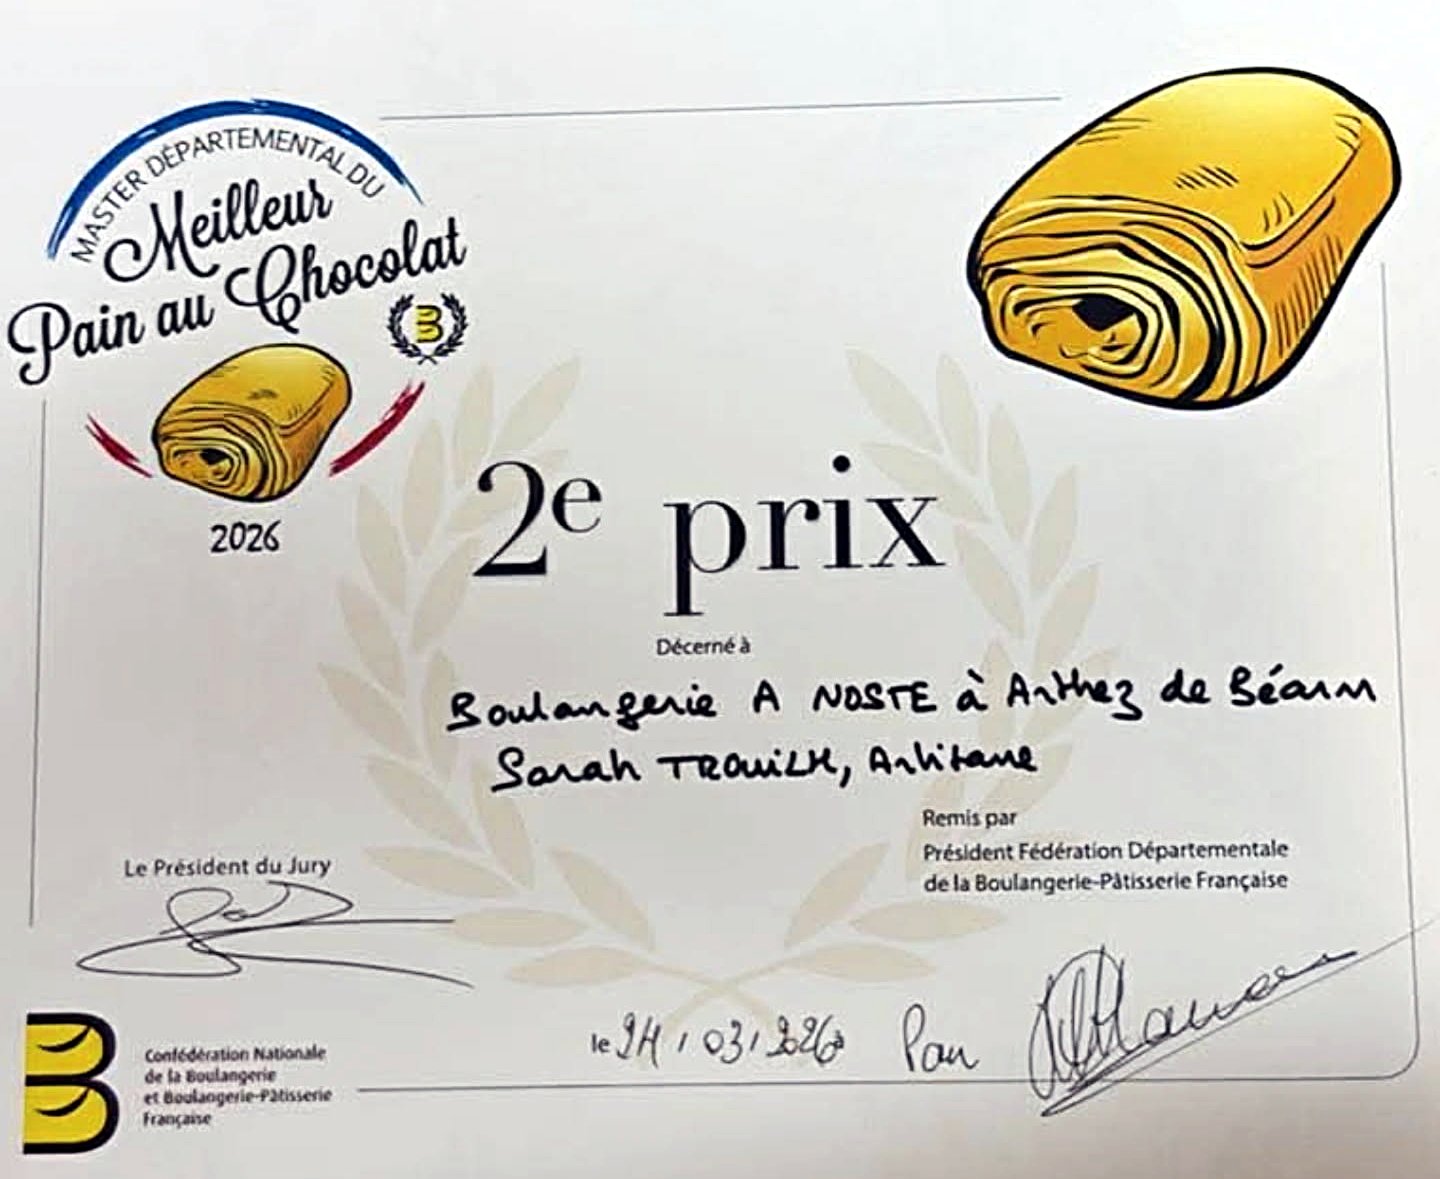 MASTER DÉPARTEMENTAL DU
Meilleur
Pain au Chocolat
2026
2e prix
Décerné à
Boulangerie A NOSTE à Arthez de Béarn
Sarah TROUILH, Artisane
Remis par
Président Fédération Départementale
de la Boulangerie-Pâtisserie Française
Le Président du Jury
le 24/03/2026 Pau
Confédération Nationale
de la Boulangerie
et Boulangerie-Pâtisserie
Française